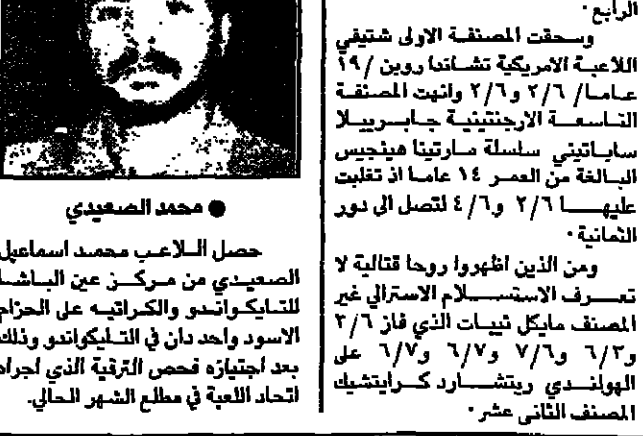 الرابع ·
وسحقت المصنفة الاولى شتيفي
اللاعبة الامريكية تشاندا روبن /١٩
عاما/ ٢/٦ و٢/٦ وانهت المصنفة
التاسعة الارجنتينية جابرييلا
ساباتيني سلسلة مارتينا هينجيس
البالغة من العمر ١٤ عاما اذ تغلبت
عليها ٢/٦ و٤/٦ لتصل الى دور
الثمانية ·
ومن الذين اظهروا روحا قتالية لا
تعرف الاستسلام الاسترالي غير
المصنف مايكل تيبات الذي فاز ٣/٦
و٦/٣ و٧/٦ و٦/٧ و٦/٧ على
الهولندي ريتشارد كرايتشيك
المصنف الثاني عشر ·
● محمد الصعيدي
حصل اللاعب محمد اسماعيل
الصعيدي من مركز عين الباشا
للتايكواندو والكراتيه على الحزام
الاسود واحد دان في التايكواندو وذلك
بعد اجتيازه فحص الترقية الذي اجراه
اتحاد اللعبة في مطلع الشهر الحالي.